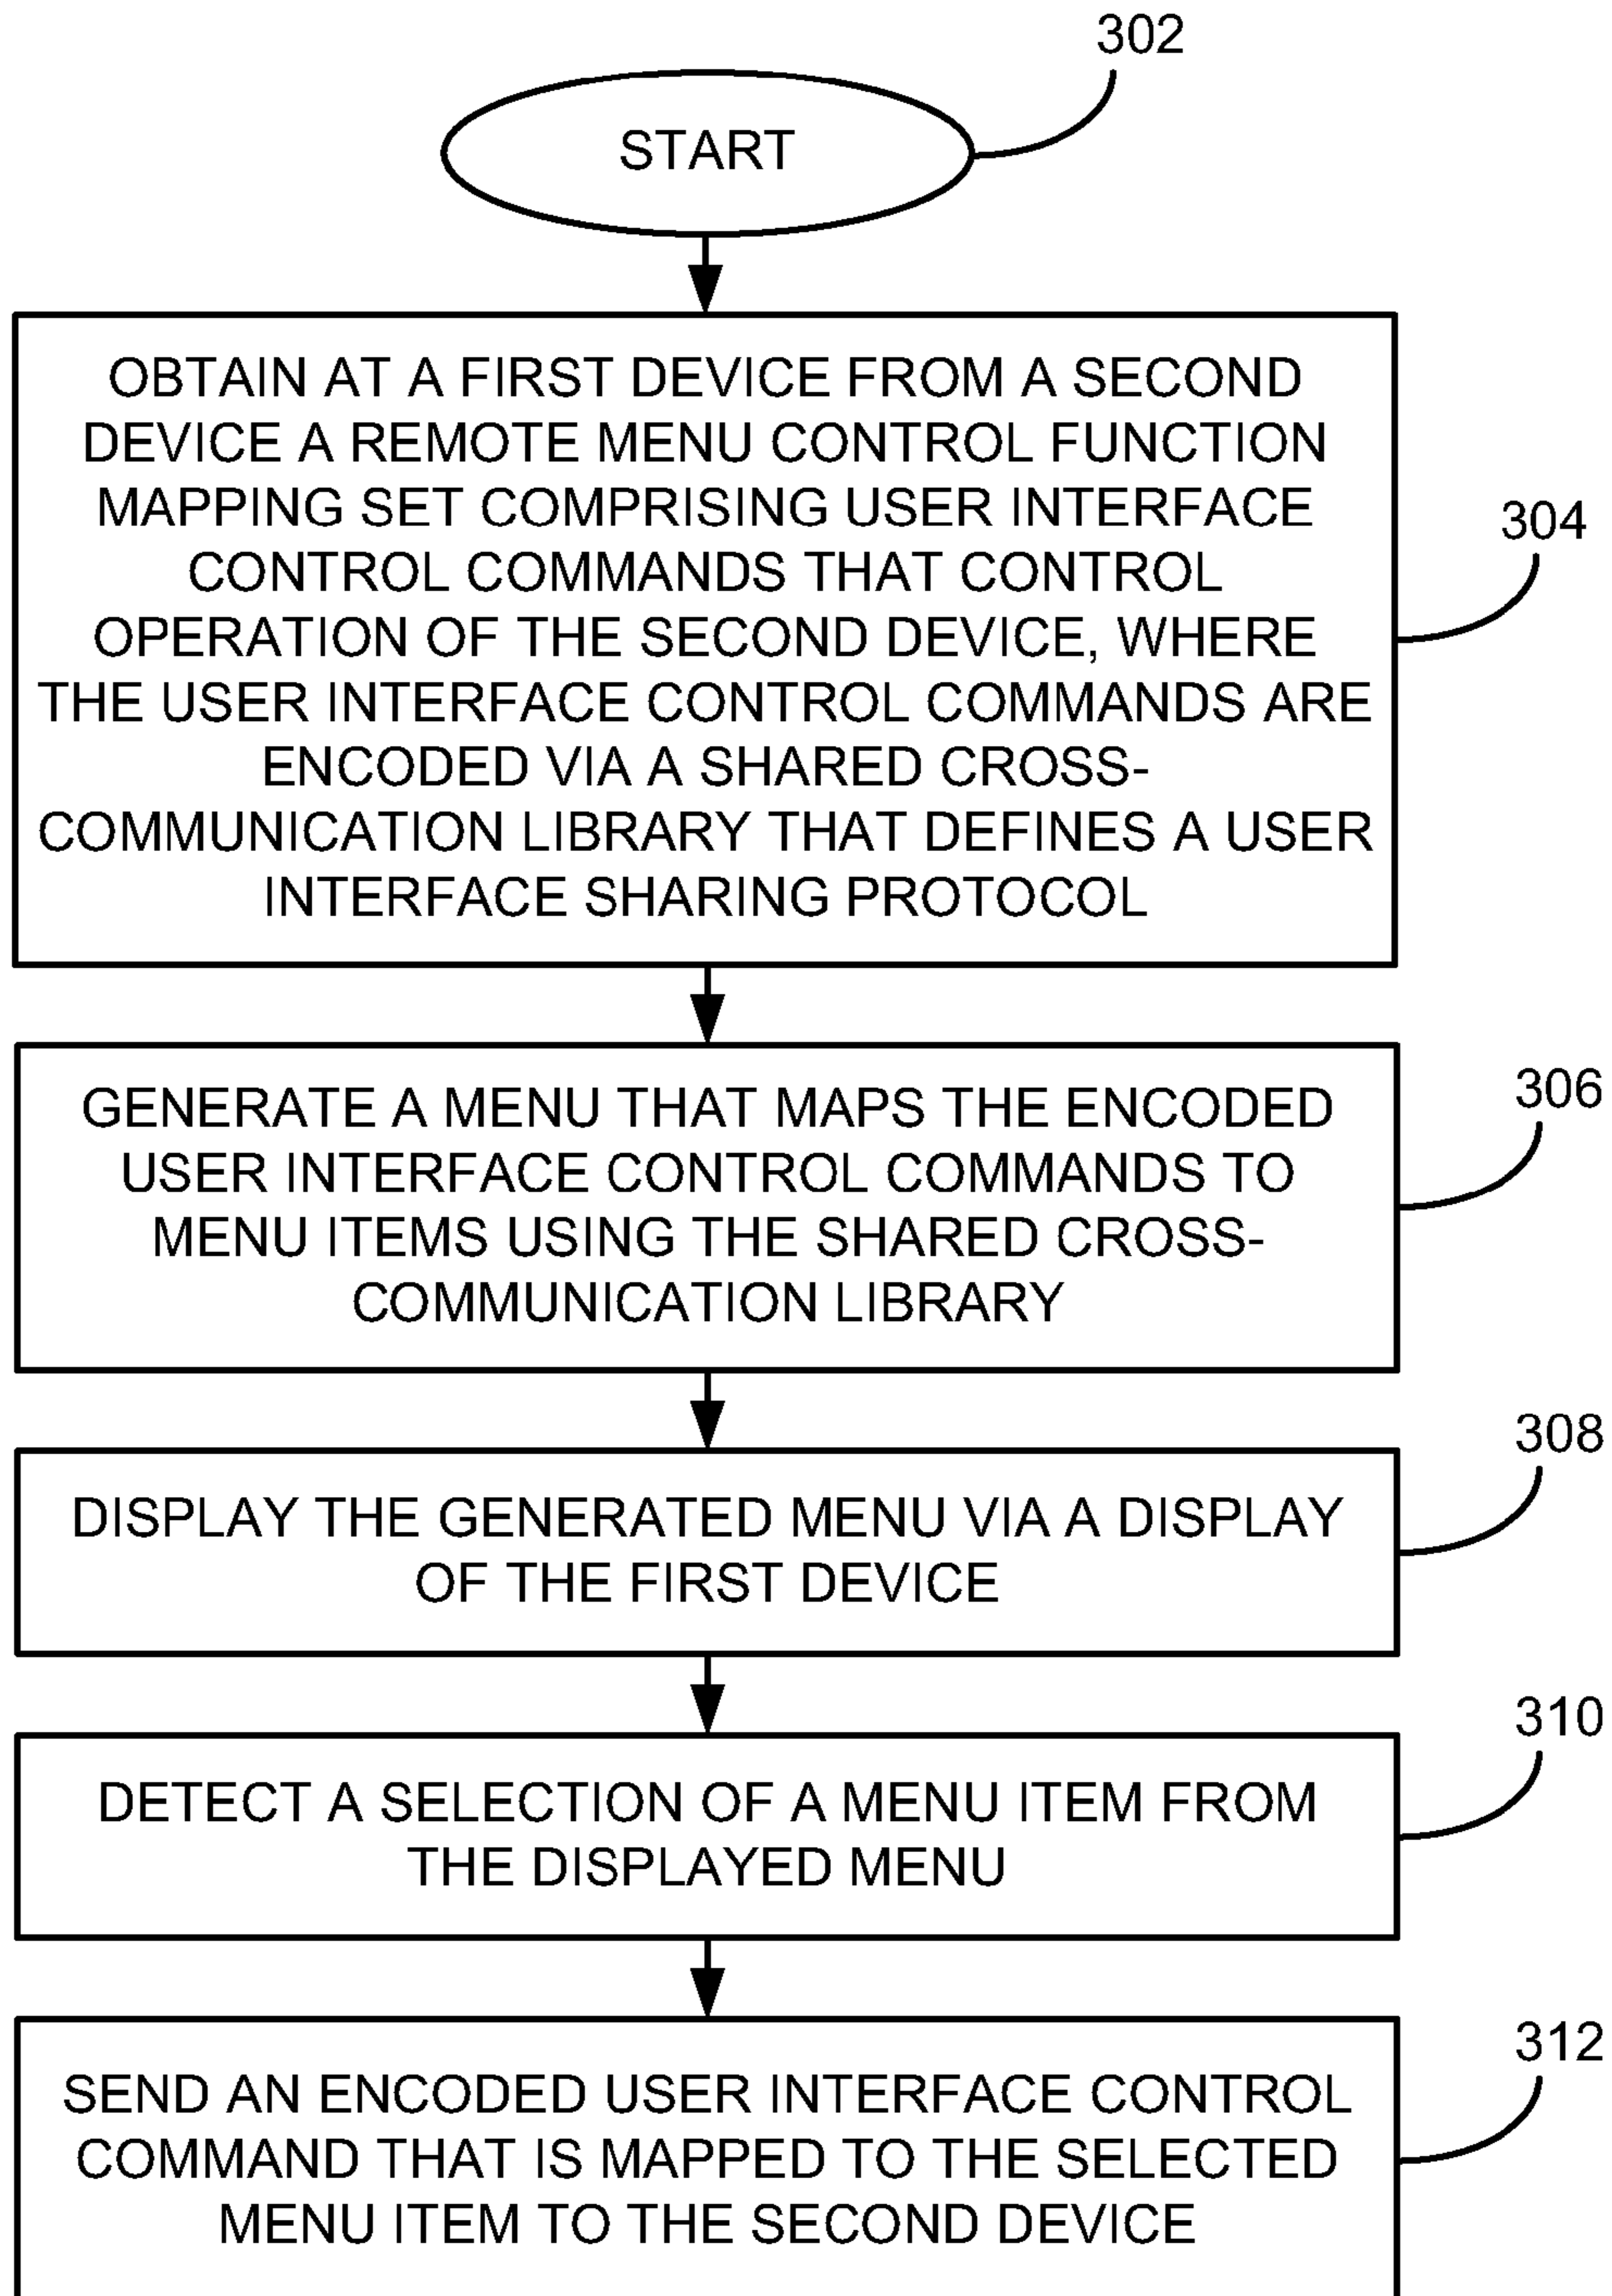 302
START
OBTAIN AT A FIRST DEVICE FROM A SECOND
DEVICE A REMOTE MENU CONTROL FUNCTION
MAPPING SET COMPRISING USER INTERFACE
CONTROL COMMANDS THAT CONTROL
OPERATION OF THE SECOND DEVICE, WHERE
THE USER INTERFACE CONTROL COMMANDS ARE
ENCODED VIA A SHARED CROSS-
COMMUNICATION LIBRARY THAT DEFINES A USER
INTERFACE SHARING PROTOCOL
304
GENERATE A MENU THAT MAPS THE ENCODED
USER INTERFACE CONTROL COMMANDS TO
MENU ITEMS USING THE SHARED CROSS-
COMMUNICATION LIBRARY
306
DISPLAY THE GENERATED MENU VIA A DISPLAY
OF THE FIRST DEVICE
308
DETECT A SELECTION OF A MENU ITEM FROM
THE DISPLAYED MENU
310
SEND AN ENCODED USER INTERFACE CONTROL
COMMAND THAT IS MAPPED TO THE SELECTED
MENU ITEM TO THE SECOND DEVICE
312